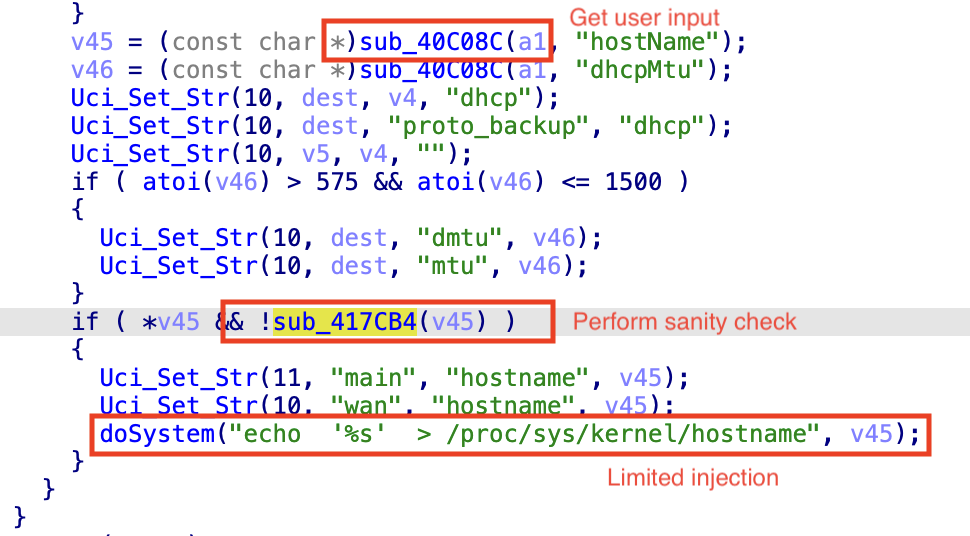 }
Get user input
v45 = (const char *)sub_40C08C(a1, "hostName");
v46 = (const char *)sub_40C08C(a1, "dhcpMtu");
Uci_Set_Str(10, dest, v4, "dhcp");
Uci_Set_Str(10, dest, "proto_backup", "dhcp");
Uci_Set_Str(10, v5, v4, "");
if ( atoi(v46) > 575 && atoi(v46) <= 1500 )
{
Uci_Set_Str(10, dest, "dmtu", v46);
Uci_Set_Str(10, dest, "mtu", v46);
}
if ( *v45 && !sub_417CB4(v45) )
Perform sanity check
{
Uci_Set_Str(11, "main", "hostname", v45);
Uci_Set_Str(10, "wan", "hostname", v45);
doSystem("echo  '%s'  > /proc/sys/kernel/hostname", v45);
}
Limited injection
}
}